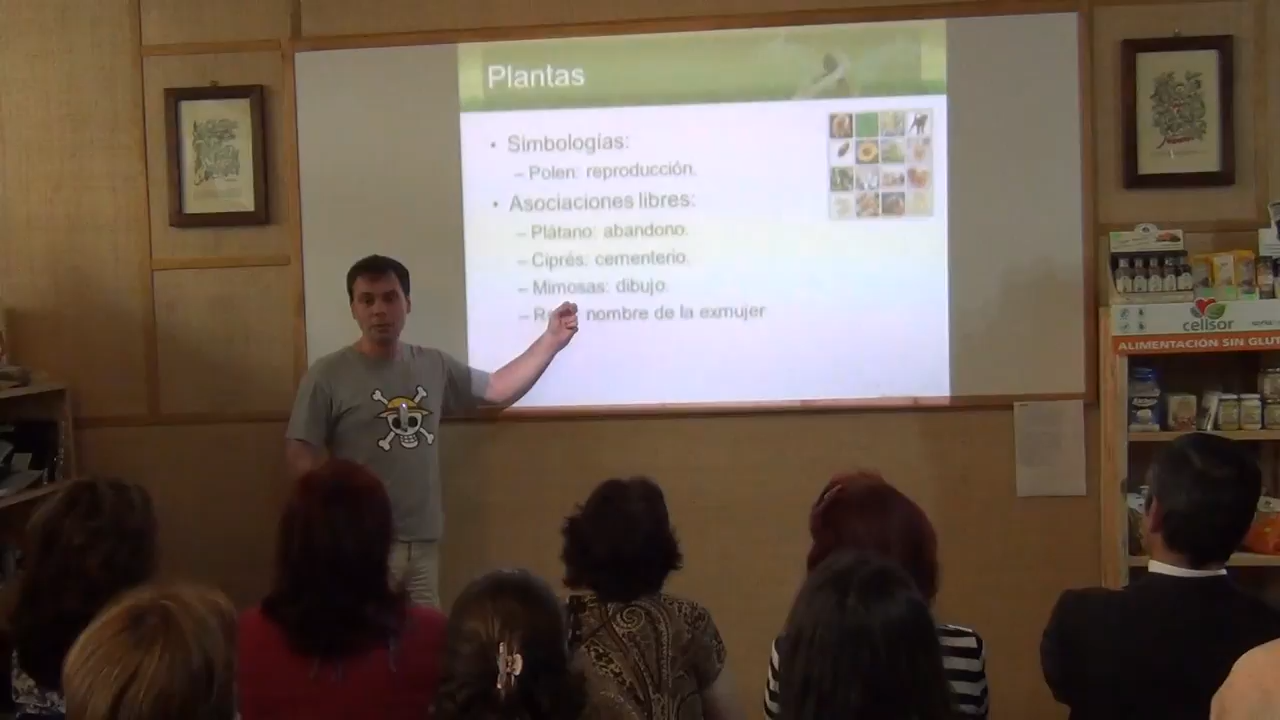 Plantas
• Simbologías:
– Polen: reproducción.
• Asociaciones libres:
– Plátano: abandono.
– Ciprés: cementerio.
– Mimosas: dibujo.
nombre de la exmujer
celisor
ALIMENTACIÓN SIN GLUT